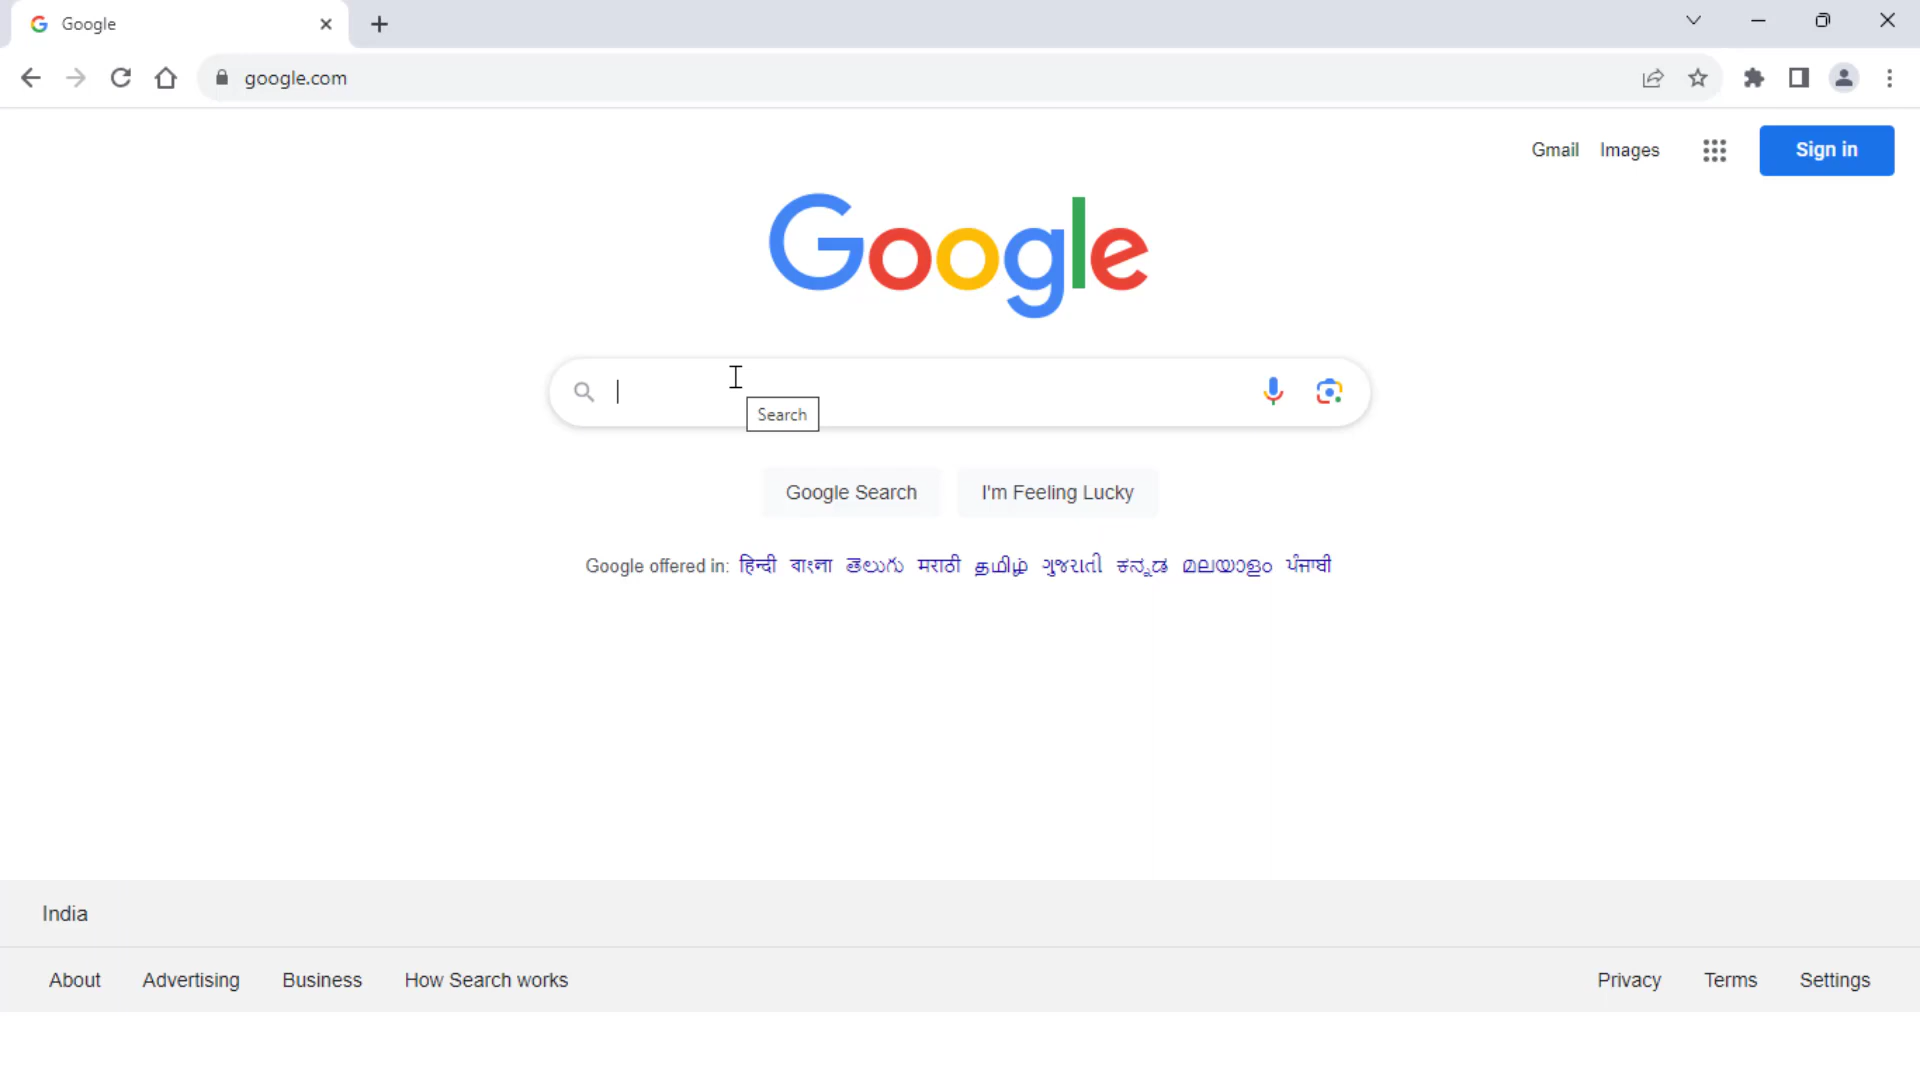 Google
google.com
Gmail Images Sign in
Google
Search
Google Search I'm Feeling Lucky
Google offered in: हिन्दी বাংলা తెలుగు मराठी தமிழ் ગુજરાતી ಕನ್ನಡ മലയാളം ਪੰਜਾਬੀ
India
About Advertising Business How Search works Privacy Terms Settings